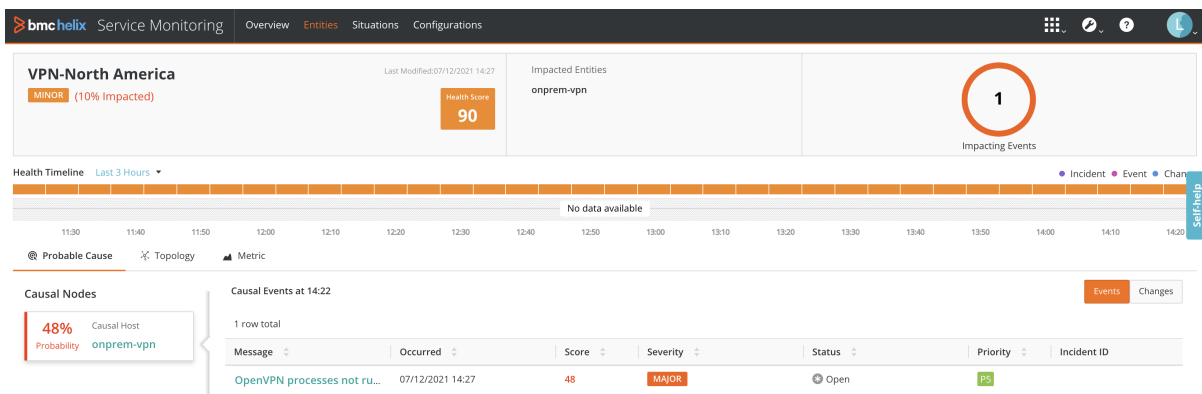 bmchelix Service Monitoring Overview Entities Situations Configurations
L
VPN-North America
Last Modified:07/12/2021 14:27
MINOR (10% Impacted)
Health Score
90
Impacted Entities
onprem-vpn
1
Impacting Events
Health Timeline Last 3 Hours
Incident Event Chan
Self-help
No data available
11:30 11:40 11:50 12:00 12:10 12:20 12:30 12:40 12:50 13:00 13:10 13:20 13:30 13:40 13:50 14:00 14:10 14:20
Probable Cause Topology Metric
Causal Nodes
48%
Probability
Causal Host
onprem-vpn
Causal Events at 14:22
Events Changes
1 row total
Message Occurred Score Severity Status Priority Incident ID
OpenVPN processes not ru... 07/12/2021 14:27 48 MAJOR Open P5